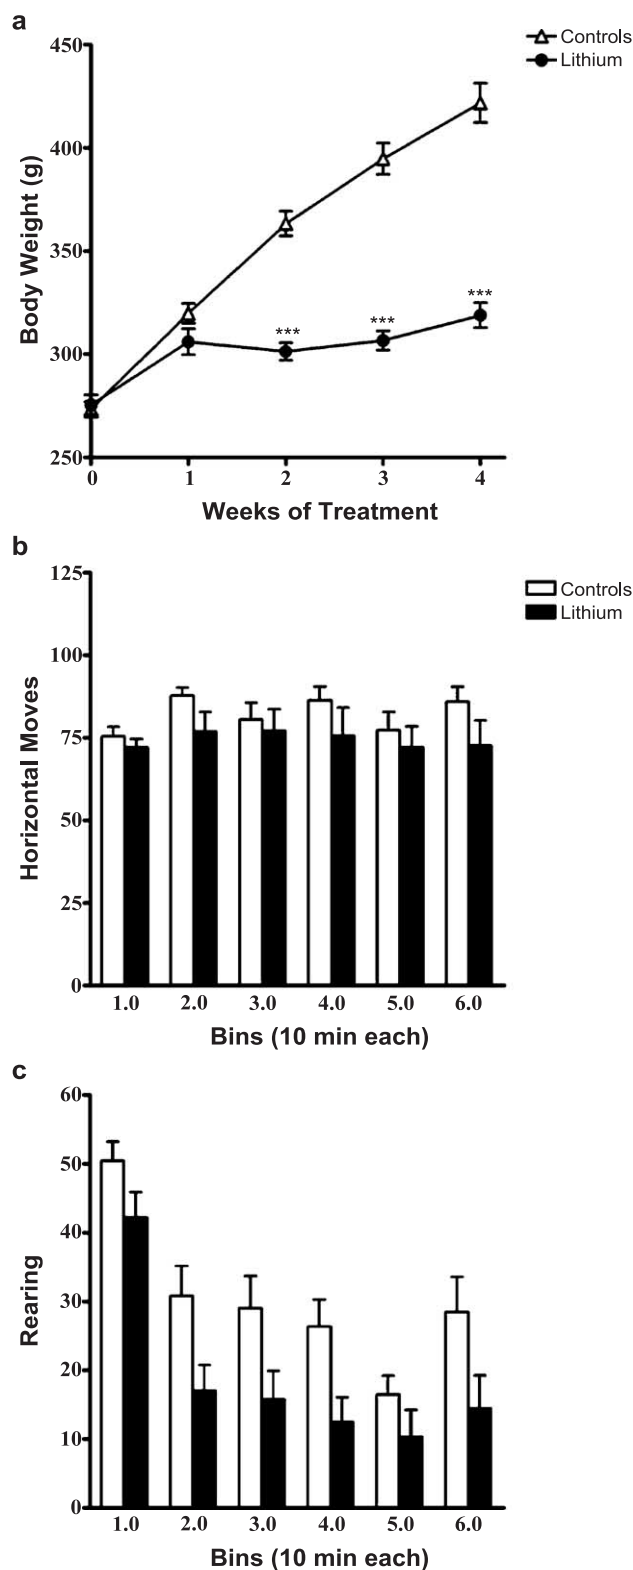 a
450
400
350
300
250
Body Weight (g)
Controls
Lithium
***
***
***
0 1 2 3 4
Weeks of Treatment
b
125
100
75
50
25
0
Horizontal Moves
Controls
Lithium
1.0 2.0 3.0 4.0 5.0 6.0
Bins (10 min each)
c
60
50
40
30
20
10
0
Rearing
1.0 2.0 3.0 4.0 5.0 6.0
Bins (10 min each)